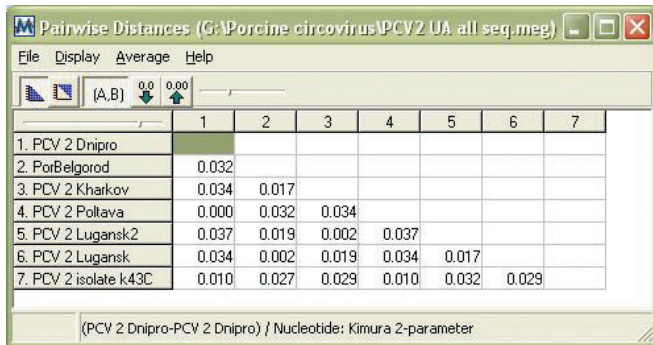 Pairwise Distances (G:\Porcine circovirus\PCV2 UA all seq.meg)
File Display Average Help
(A,B) 0.0 0.00
1 2 3 4 5 6 7
1. PCV 2 Dnipro
2. PorBelgorod 0.032
3. PCV 2 Kharkov 0.034 0.017
4. PCV 2 Poltava 0.000 0.032 0.034
5. PCV 2 Lugansk2 0.037 0.019 0.002 0.037
6. PCV 2 Lugansk 0.034 0.002 0.019 0.034 0.017
7. PCV 2 isolate k43C 0.010 0.027 0.029 0.010 0.032 0.029
(PCV 2 Dnipro-PCV 2 Dnipro) / Nucleotide: Kimura 2-parameter